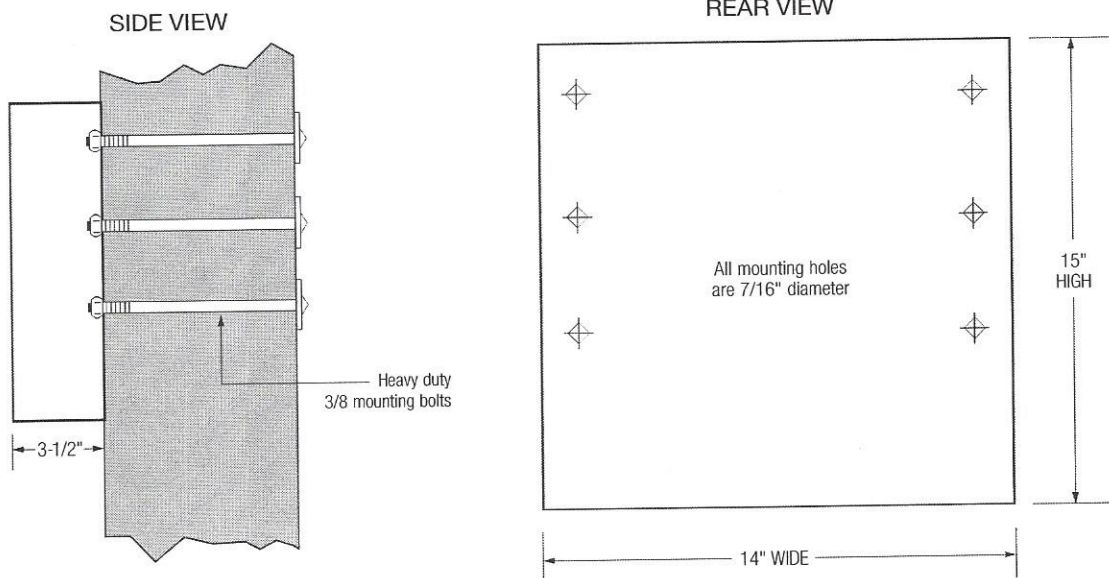 SIDE VIEW
REAR VIEW
Heavy duty
3/8 mounting bolts
3-1/2"
All mounting holes
are 7/16" diameter
15"
HIGH
14" WIDE